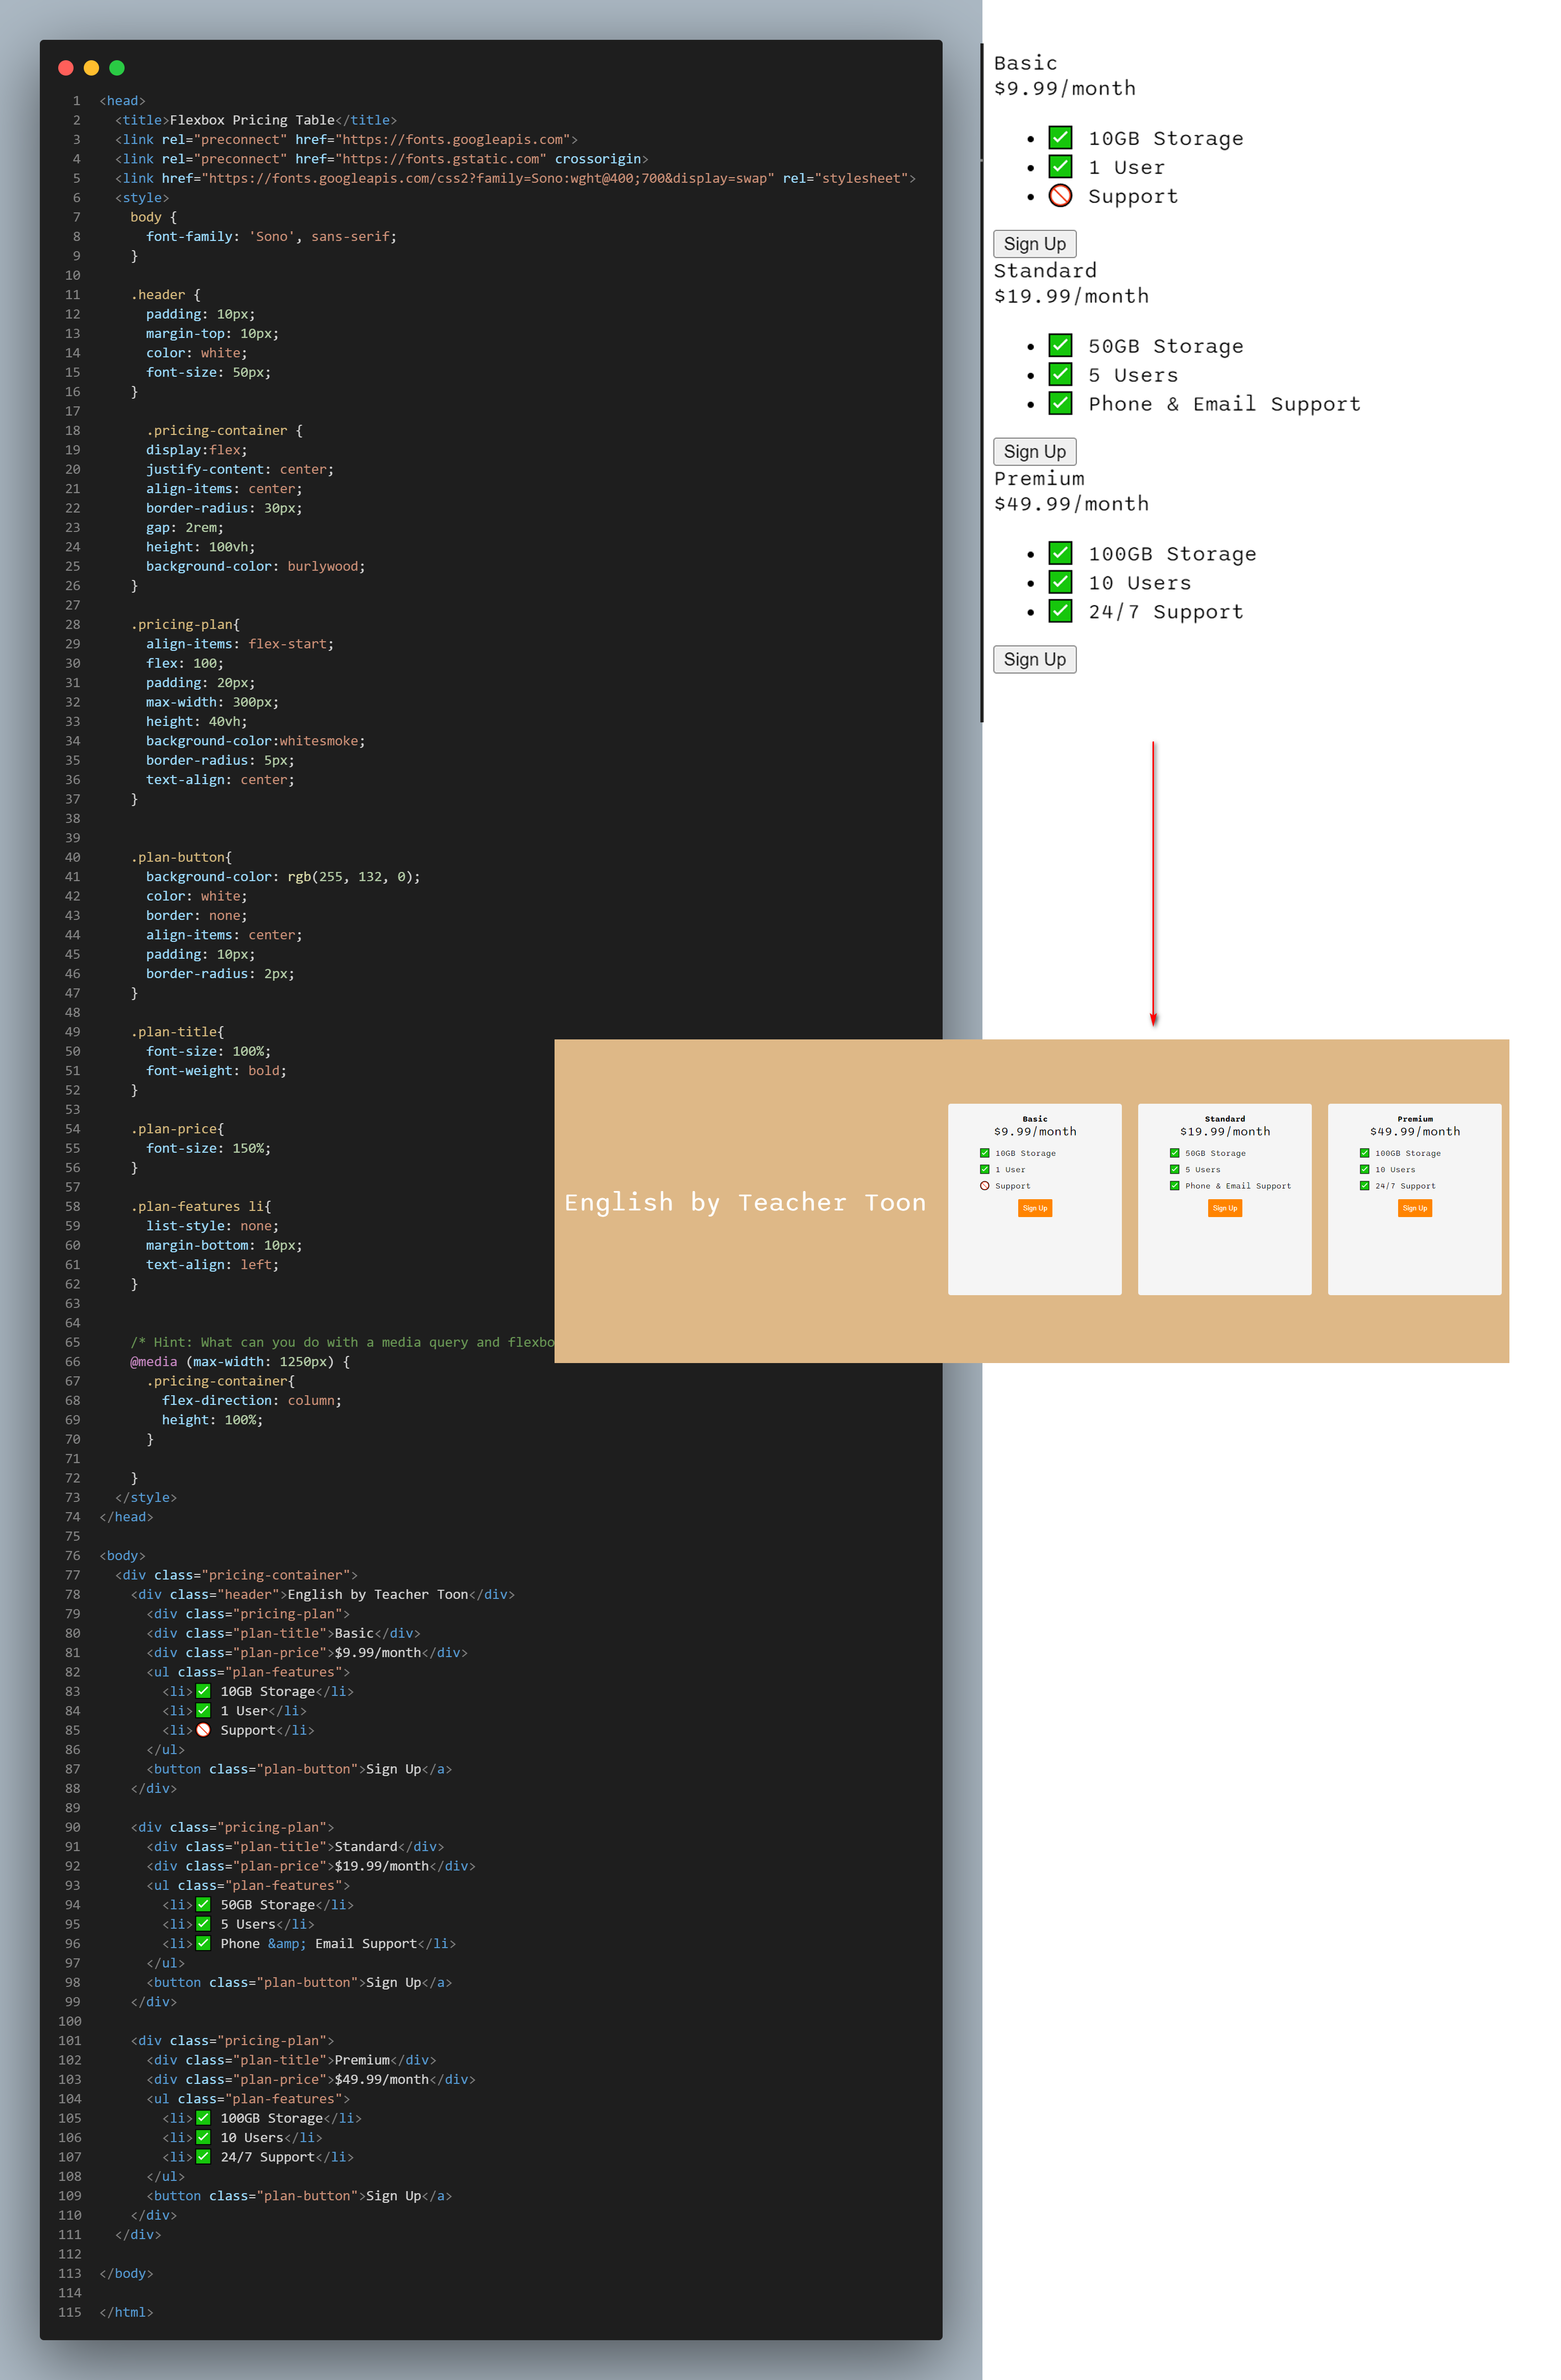 1 <head>
2   <title>Flexbox Pricing Table</title>
3   <link rel="preconnect" href="https://fonts.googleapis.com">
4   <link rel="preconnect" href="https://fonts.gstatic.com" crossorigin>
5   <link href="https://fonts.googleapis.com/css2?family=Sono:wght@400;700&display=swap" rel="stylesheet">
6   <style>
7     body {
8       font-family: 'Sono', sans-serif;
9     }
10
11     .header {
12       padding: 10px;
13       margin-top: 10px;
14       color: white;
15       font-size: 50px;
16     }
17
18       .pricing-container {
19       display:flex;
20       justify-content: center;
21       align-items: center;
22       border-radius: 30px;
23       gap: 2rem;
24       height: 100vh;
25       background-color: burlywood;
26     }
27
28     .pricing-plan{
29       align-items: flex-start;
30       flex: 100;
31       padding: 20px;
32       max-width: 300px;
33       height: 40vh;
34       background-color:whitesmoke;
35       border-radius: 5px;
36       text-align: center;
37     }
38
39
40     .plan-button{
41       background-color: rgb(255, 132, 0);
42       color: white;
43       border: none;
44       align-items: center;
45       padding: 10px;
46       border-radius: 2px;
47     }
48
49     .plan-title{
50       font-size: 100%;
51       font-weight: bold;
52     }
53
54     .plan-price{
55       font-size: 150%;
56     }
57
58     .plan-features li{
59       list-style: none;
60       margin-bottom: 10px;
61       text-align: left;
62     }
63
64
65     /* Hint: What can you do with a media query and flexbo
66     @media (max-width: 1250px) {
67       .pricing-container{
68         flex-direction: column;
69         height: 100%;
70       }
71
72     }
73   </style>
74 </head>
75
76 <body>
77   <div class="pricing-container">
78     <div class="header">English by Teacher Toon</div>
79       <div class="pricing-plan">
80       <div class="plan-title">Basic</div>
81       <div class="plan-price">$9.99/month</div>
82       <ul class="plan-features">
83         <li>✅ 10GB Storage</li>
84         <li>✅ 1 User</li>
85         <li>🚫 Support</li>
86       </ul>
87       <button class="plan-button">Sign Up</a>
88     </div>
89
90     <div class="pricing-plan">
91       <div class="plan-title">Standard</div>
92       <div class="plan-price">$19.99/month</div>
93       <ul class="plan-features">
94         <li>✅ 50GB Storage</li>
95         <li>✅ 5 Users</li>
96         <li>✅ Phone &amp; Email Support</li>
97       </ul>
98       <button class="plan-button">Sign Up</a>
99     </div>
100
101     <div class="pricing-plan">
102       <div class="plan-title">Premium</div>
103       <div class="plan-price">$49.99/month</div>
104       <ul class="plan-features">
105         <li>✅ 100GB Storage</li>
106         <li>✅ 10 Users</li>
107         <li>✅ 24/7 Support</li>
108       </ul>
109       <button class="plan-button">Sign Up</a>
110     </div>
111   </div>
112
113 </body>
114
115 </html>
Basic
$9.99/month
• ✅ 10GB Storage
• ✅ 1 User
• 🚫 Support
Sign Up
Standard
$19.99/month
• ✅ 50GB Storage
• ✅ 5 Users
• ✅ Phone & Email Support
Sign Up
Premium
$49.99/month
• ✅ 100GB Storage
• ✅ 10 Users
• ✅ 24/7 Support
Sign Up
English by Teacher Toon
Basic
$9.99/month
✅ 10GB Storage
✅ 1 User
🚫 Support
Sign Up
Standard
$19.99/month
✅ 50GB Storage
✅ 5 Users
✅ Phone & Email Support
Sign Up
Premium
$49.99/month
✅ 100GB Storage
✅ 10 Users
✅ 24/7 Support
Sign Up